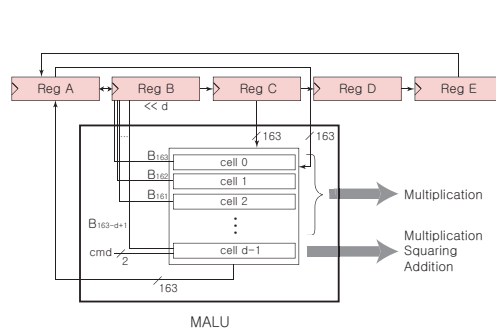 Reg A Reg B Reg C Reg D Reg E
<< d
...
163 163
B163 cell 0
B162 cell 1
B161 cell 2
Multiplication
B163-d+1
cmd 2 cell d-1
Multiplication
Squaring
Addition
163
MALU